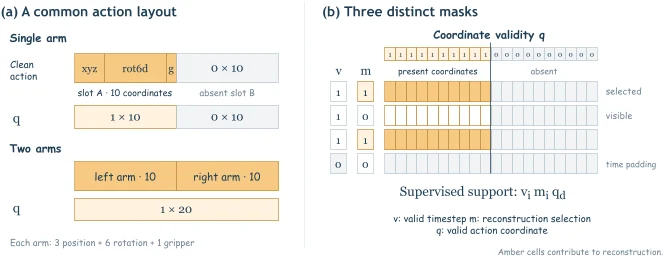 (a) A common action layout
Single arm
Clean action
xyz rot6d g 0 × 10
slot A · 10 coordinates absent slot B
q 1 × 10 0 × 10
Two arms
left arm · 10 right arm · 10
q 1 × 20
Each arm: 3 position + 6 rotation + 1 gripper
(b) Three distinct masks
Coordinate validity q
1 1 1 1 1 1 1 1 1 1 0 0 0 0 0 0 0 0 0 0
v m present coordinates absent
1 1 selected
1 0 visible
1 1
0 0 time padding
Supervised support: vᵢ mᵢ q_d
v: valid timestep m: reconstruction selection
q: valid action coordinate
Amber cells contribute to reconstruction.